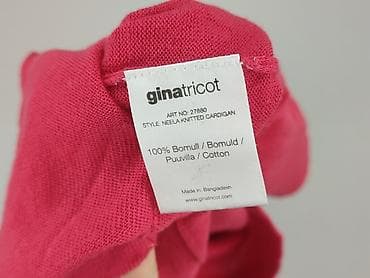 ginatricot
ART NO: 27880
STYLE: NEELA KNITTED CARDIGAN
100% Bomull / Bomuld /
Puuvilla / Cotton
Made in: Bangladesh
www.ginatricot.com